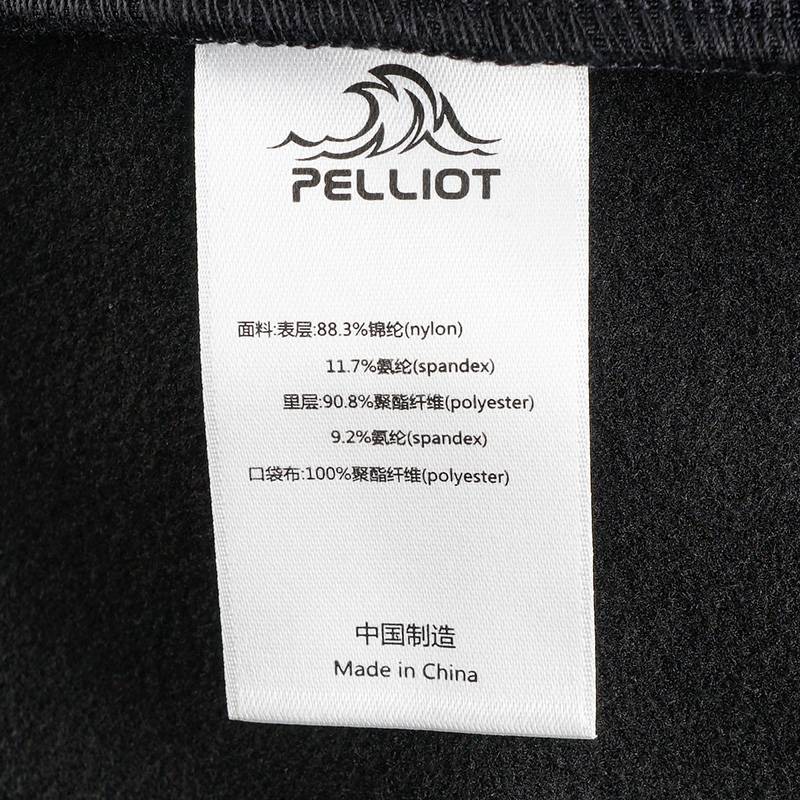 PELLIOT
面料:表层:88.3%锦纶(nylon)
11.7%氨纶(spandex)
里层:90.8%聚酯纤维(polyester)
9.2%氨纶(spandex)
口袋布:100%聚酯纤维(polyester)
中国制造
Made in China